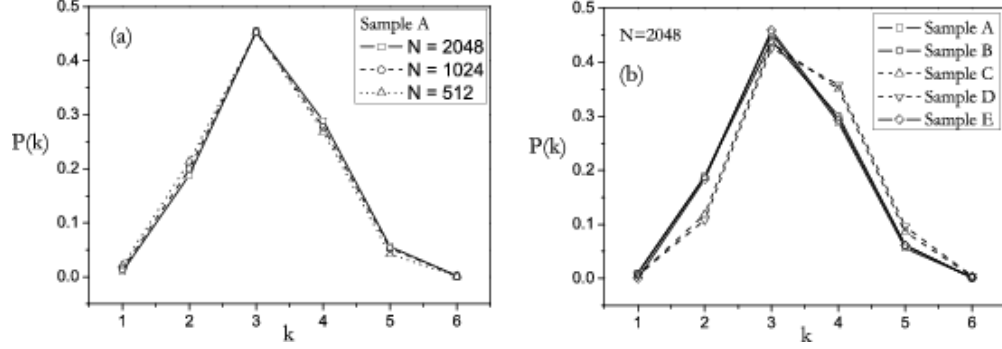 (a)
Sample A
N = 2048
N = 1024
N = 512
P(k)
0.5
0.4
0.3
0.2
0.1
0.0
1 2 3 4 5 6
k
N=2048
(b)
Sample A
Sample B
Sample C
Sample D
Sample E
P(k)
0.5
0.4
0.3
0.2
0.1
0.0
1 2 3 4 5 6
k